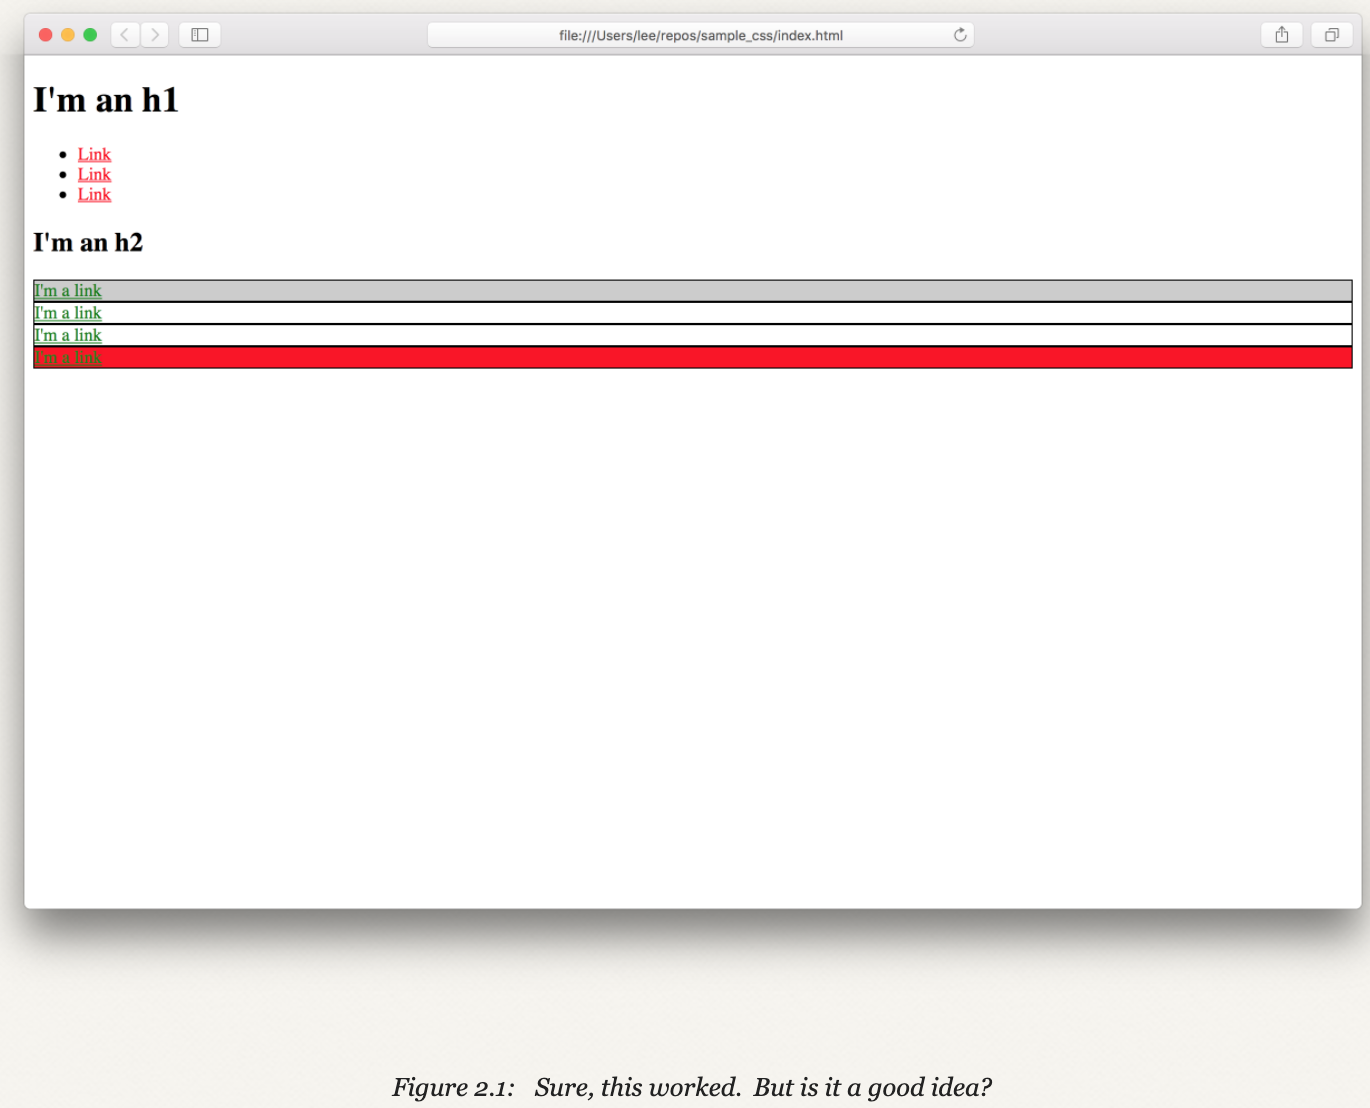 file:///Users/lee/repos/sample_css/index.html
I'm an h1
Link
Link
Link
I'm an h2
I'm a link
I'm a link
I'm a link
I'm a link
Figure 2.1: Sure, this worked. But is it a good idea?